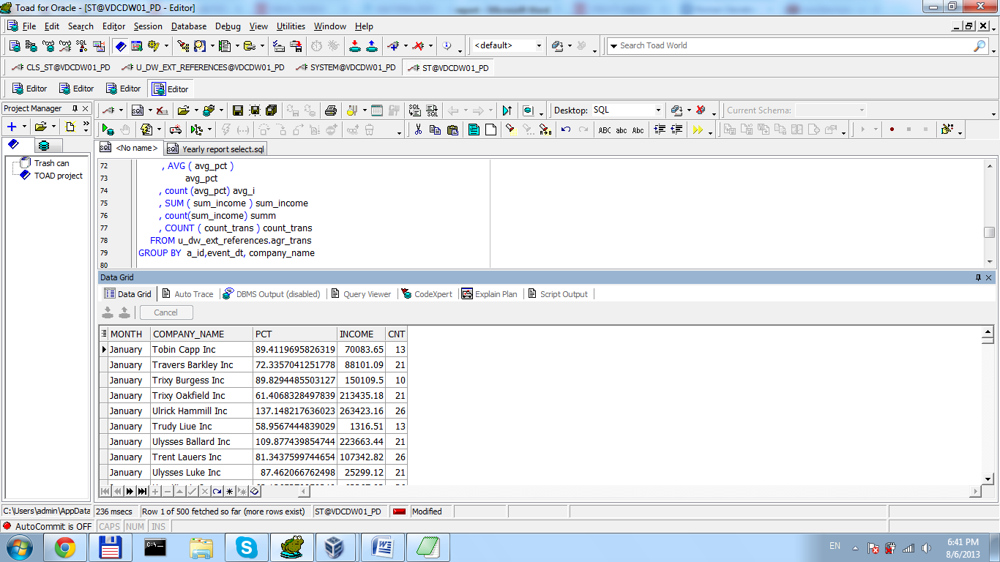 Toad for Oracle - [ST@VDCDW01_PD - Editor]
File Edit Search Editor Session Database Debug View Utilities Window Help
<default> Search Toad World
CLS_ST@VDCDW01_PD U_DW_EXT_REFERENCES@VDCDW01_PD SYSTEM@VDCDW01_PD ST@VDCDW01_PD
Editor Editor Editor Editor
Project Manager
Desktop: SQL Current Schema:
ABC abc Abc
<No name> Yearly report select.sql
Trash can
TOAD project
72 , AVG ( avg_pct )
73 avg_pct
74 , count (avg_pct) avg_i
75 , SUM ( sum_income ) sum_income
76 , count(sum_income) summ
77 , COUNT ( count_trans ) count_trans
78 FROM u_dw_ext_references.agr_trans
79 GROUP BY a_id,event_dt, company_name
80
Data Grid
Data Grid Auto Trace DBMS Output (disabled) Query Viewer CodeXpert Explain Plan Script Output
Cancel
MONTH COMPANY_NAME PCT INCOME CNT
January Tobin Capp Inc 89.4119695826319 70083.65 13
January Travers Barkley Inc 72.3357041251778 88101.09 21
January Trixy Burgess Inc 89.8294485503127 150109.5 10
January Trixy Oakfield Inc 61.4068328497839 213435.18 21
January Ulrick Hammill Inc 137.148217636023 263423.16 26
January Trudy Liue Inc 58.9567444839029 1316.51 13
January Ulysses Ballard Inc 109.877439854744 223663.44 21
January Trent Lauers Inc 81.3437599744654 107342.82 26
January Ulysses Luke Inc 87.462066762498 25299.12 21
C:\Users\admin\AppData 236 msecs Row 1 of 500 fetched so far (more rows exist) ST@VDCDW01_PD Modified
AutoCommit is OFF CAPS NUM INS
EN 6:41 PM
8/6/2013